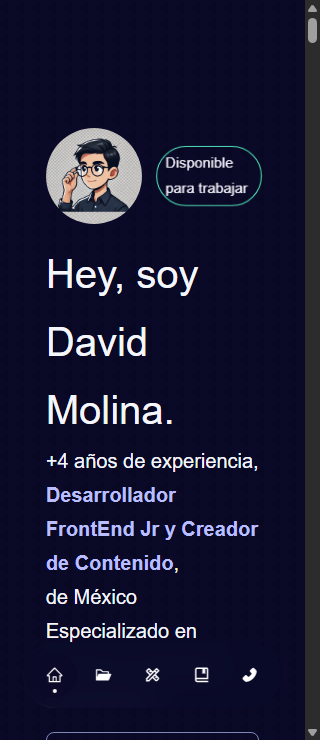 Disponible
para trabajar
Hey, soy
David
Molina.
+4 años de experiencia,
Desarrollador
FrontEnd Jr y Creador
de Contenido,
de México
Especializado en